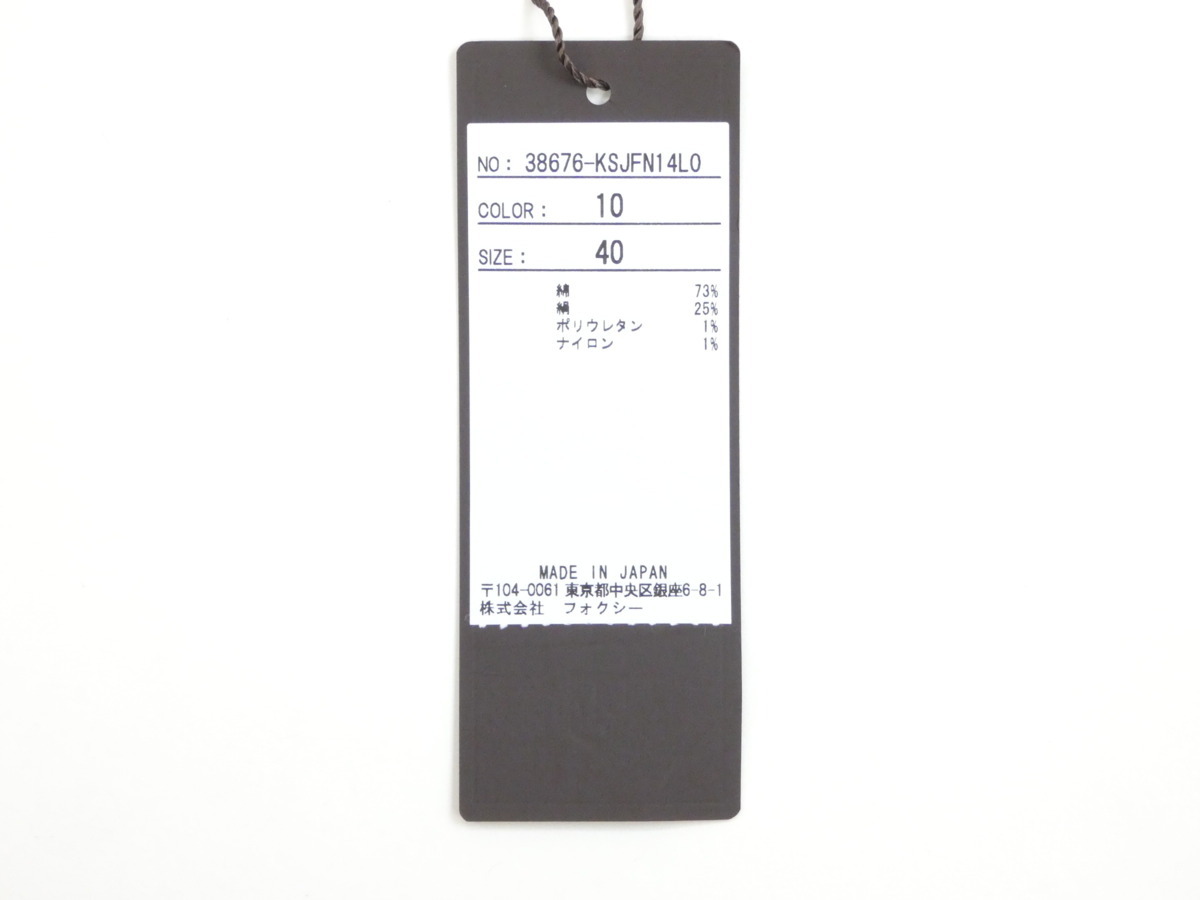 NO: 38676-KSJFN14L0
COLOR: 10
SIZE: 40
綿 73%
絹 25%
ポリウレタン 1%
ナイロン 1%
MADE IN JAPAN
〒104-0061 東京都中央区銀座6-8-1
株式会社 フォクシー